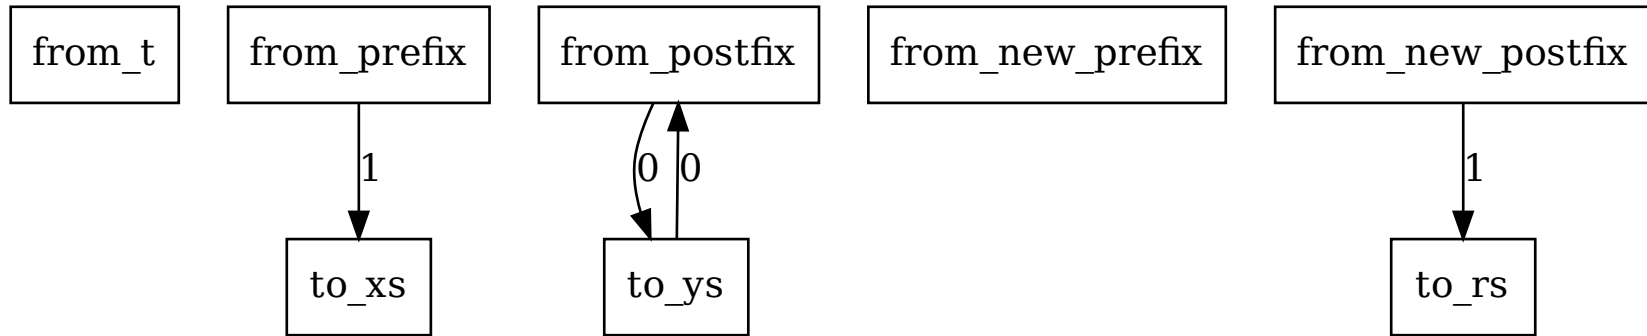 from_t
from_prefix
from_postfix
from_new_prefix
from_new_postfix
1
0
0
1
to_xs
to_ys
to_rs